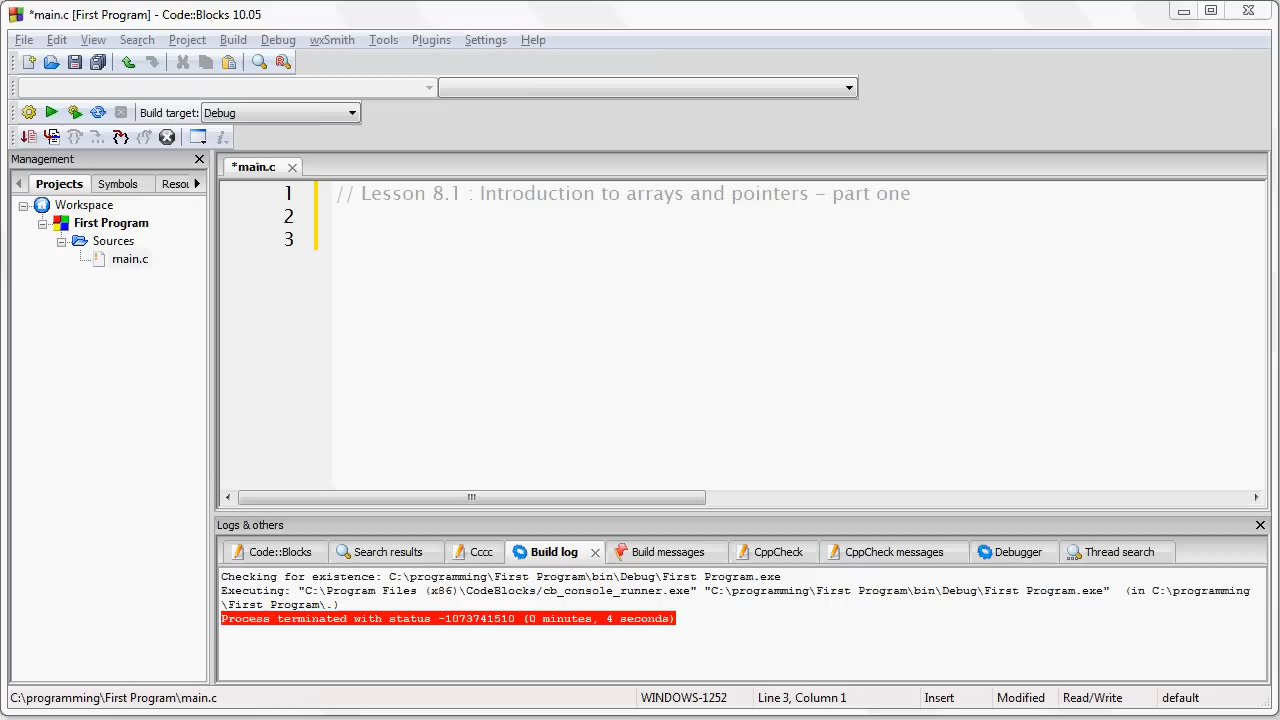 *main.c [First Program] - Code::Blocks 10.05
File Edit View Search Project Build Debug wxSmith Tools Plugins Settings Help
Build target: Debug
Management
*main.c
Projects Symbols Resou
Workspace
First Program
Sources
main.c
1 // Lesson 8.1 : Introduction to arrays and pointers - part one
2
3
Logs & others
Code::Blocks Search results Cccc Build log Build messages CppCheck CppCheck messages Debugger Thread search
Checking for existence: C:\programming\First Program\bin\Debug\First Program.exe
Executing: "C:\Program Files (x86)\CodeBlocks/cb_console_runner.exe" "C:\programming\First Program\bin\Debug\First Program.exe"  (in C:\programming
\First Program\.)
Process terminated with status -1073741510 (0 minutes, 4 seconds)
C:\programming\First Program\main.c WINDOWS-1252 Line 3, Column 1 Insert Modified Read/Write default